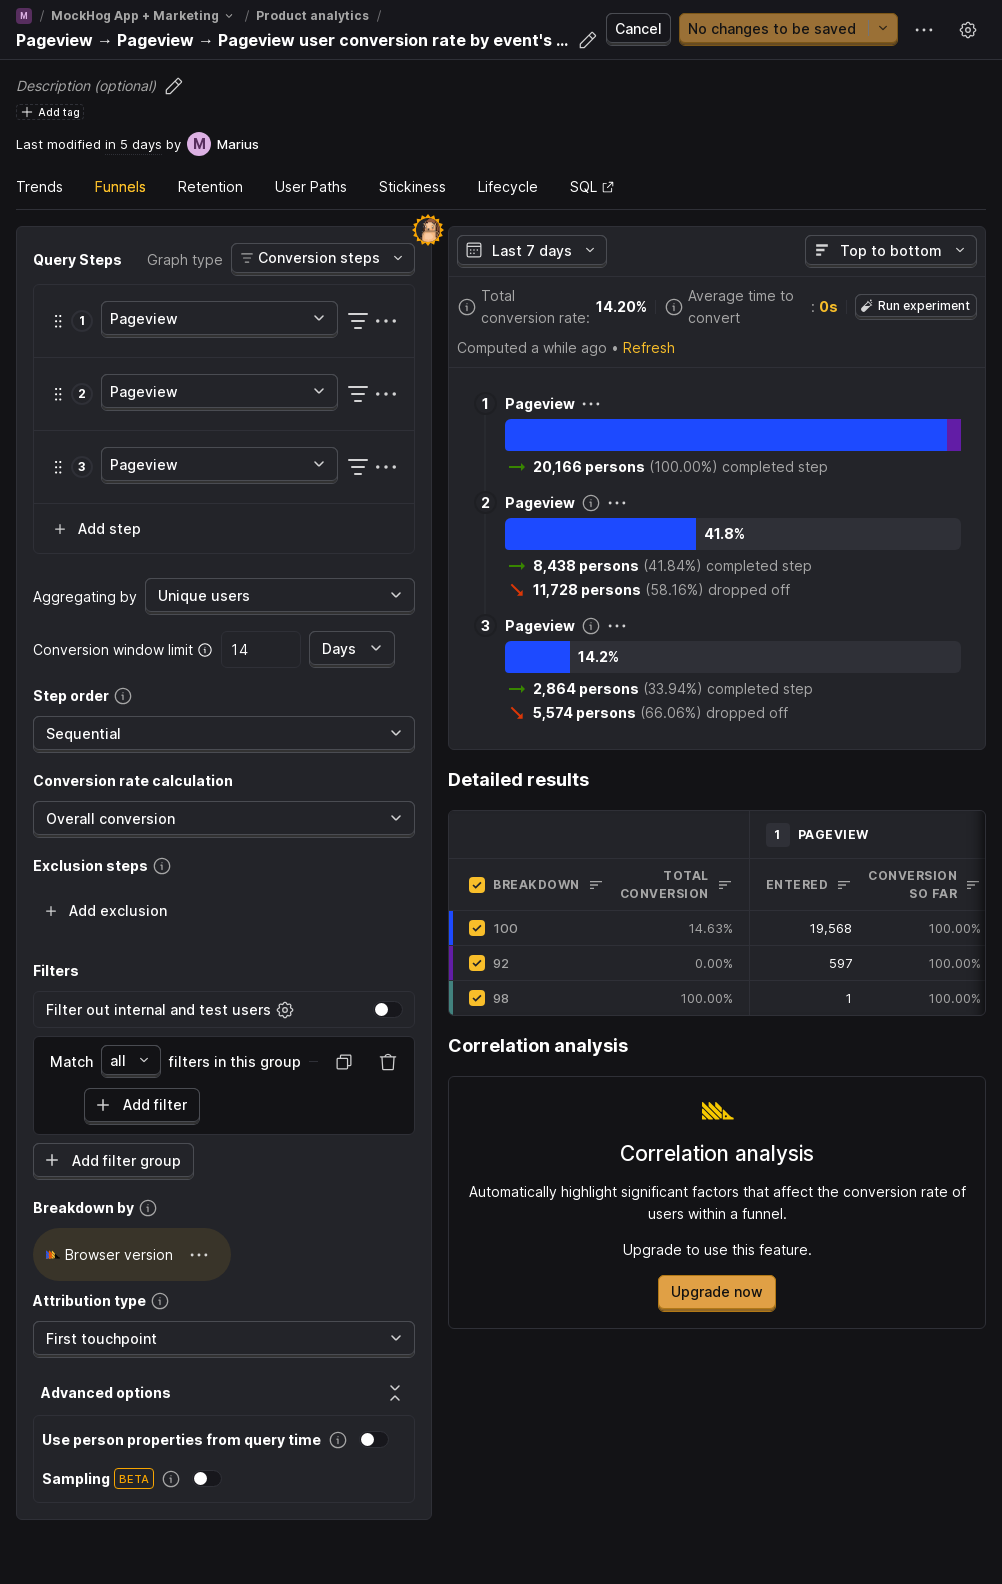 M / MockHog App + Marketing / Product analytics /
Pageview → Pageview → Pageview user conversion rate by event's ...
Cancel
No changes to be saved
Description (optional)
Add tag
Last modified in 5 days by M Marius
Trends Funnels Retention User Paths Stickiness Lifecycle SQL
Query Steps Graph type Conversion steps
1 Pageview
2 Pageview
3 Pageview
Add step
Aggregating by Unique users
Conversion window limit 14 Days
Step order
Sequential
Conversion rate calculation
Overall conversion
Exclusion steps
Add exclusion
Filters
Filter out internal and test users
Match all filters in this group
Add filter
Add filter group
Breakdown by
Browser version
Attribution type
First touchpoint
Advanced options
Use person properties from query time
Sampling BETA
Last 7 days Top to bottom
Total conversion rate: 14.20%
Average time to convert : 0s
Run experiment
Computed a while ago • Refresh
1 Pageview
20,166 persons (100.00%) completed step
2 Pageview
41.8%
8,438 persons (41.84%) completed step
11,728 persons (58.16%) dropped off
3 Pageview
14.2%
2,864 persons (33.94%) completed step
5,574 persons (66.06%) dropped off
Detailed results
1 PAGEVIEW
BREAKDOWN TOTAL CONVERSION ENTERED CONVERSION SO FAR
100 14.63% 19,568 100.00%
92 0.00% 597 100.00%
98 100.00% 1 100.00%
Correlation analysis
Correlation analysis
Automatically highlight significant factors that affect the conversion rate of
users within a funnel.
Upgrade to use this feature.
Upgrade now